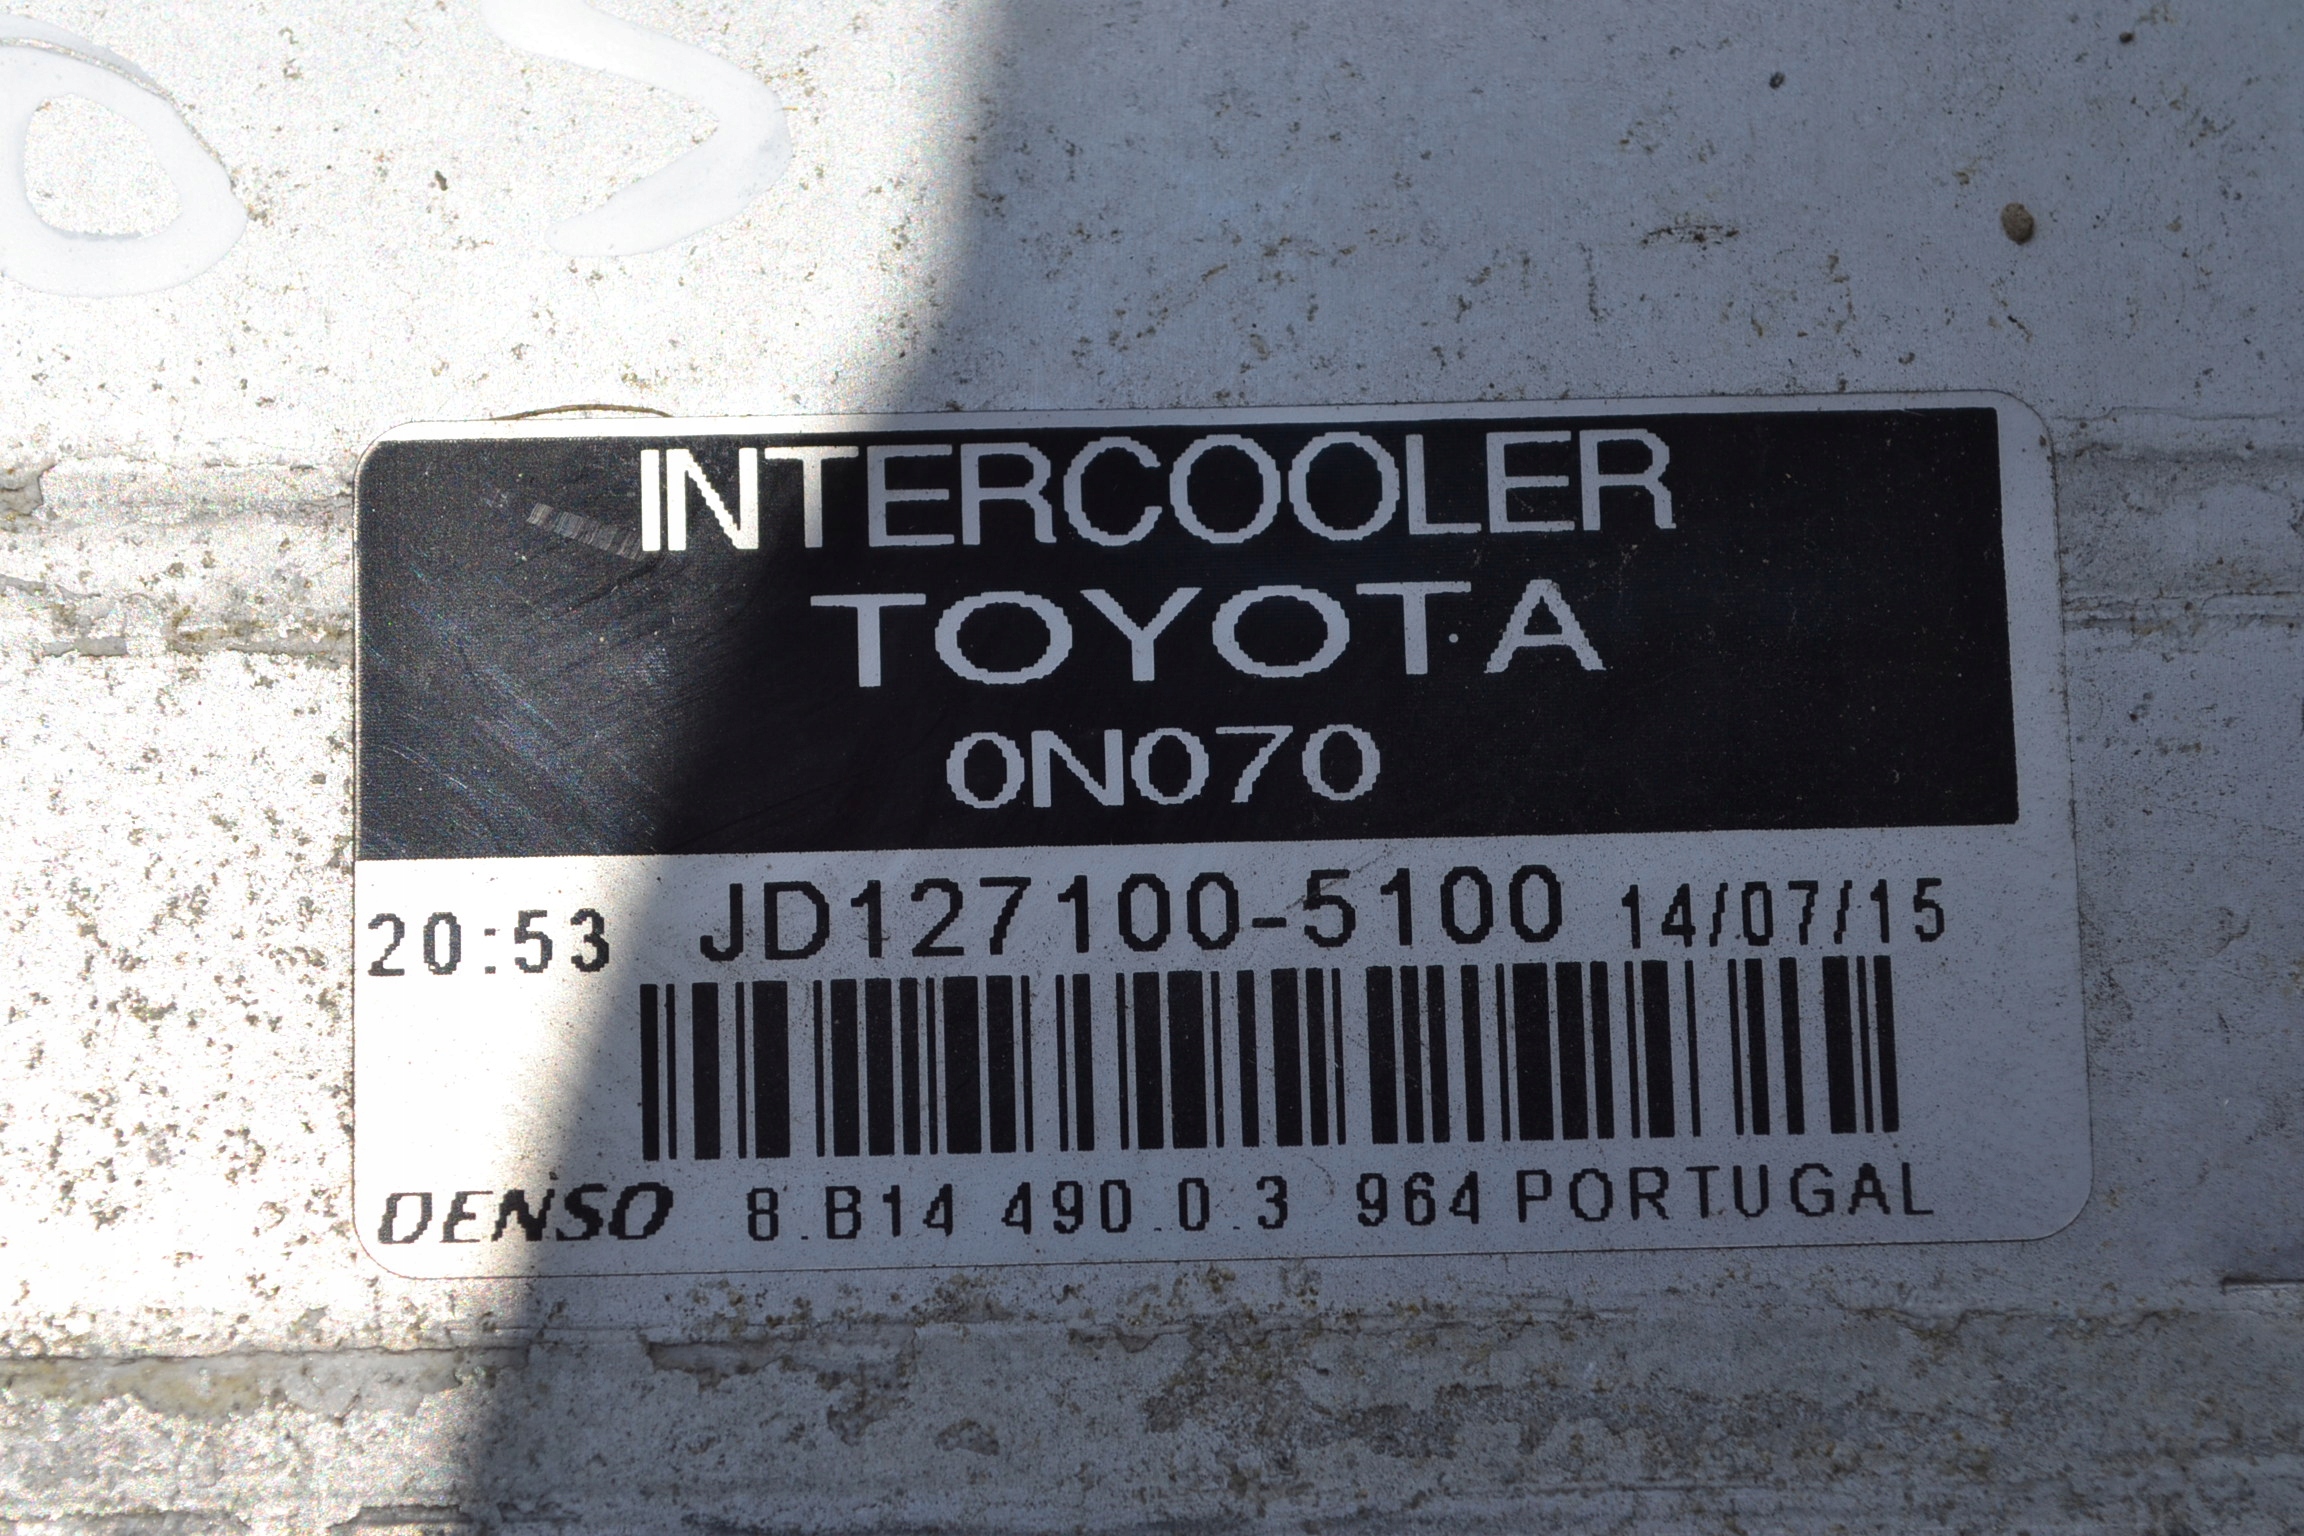 INTERCOOLER
TOYOTA
0N070
20:53 JD127100-5100 14/07/15
DENSO 8.B14 490.0.3 964 PORTUGAL